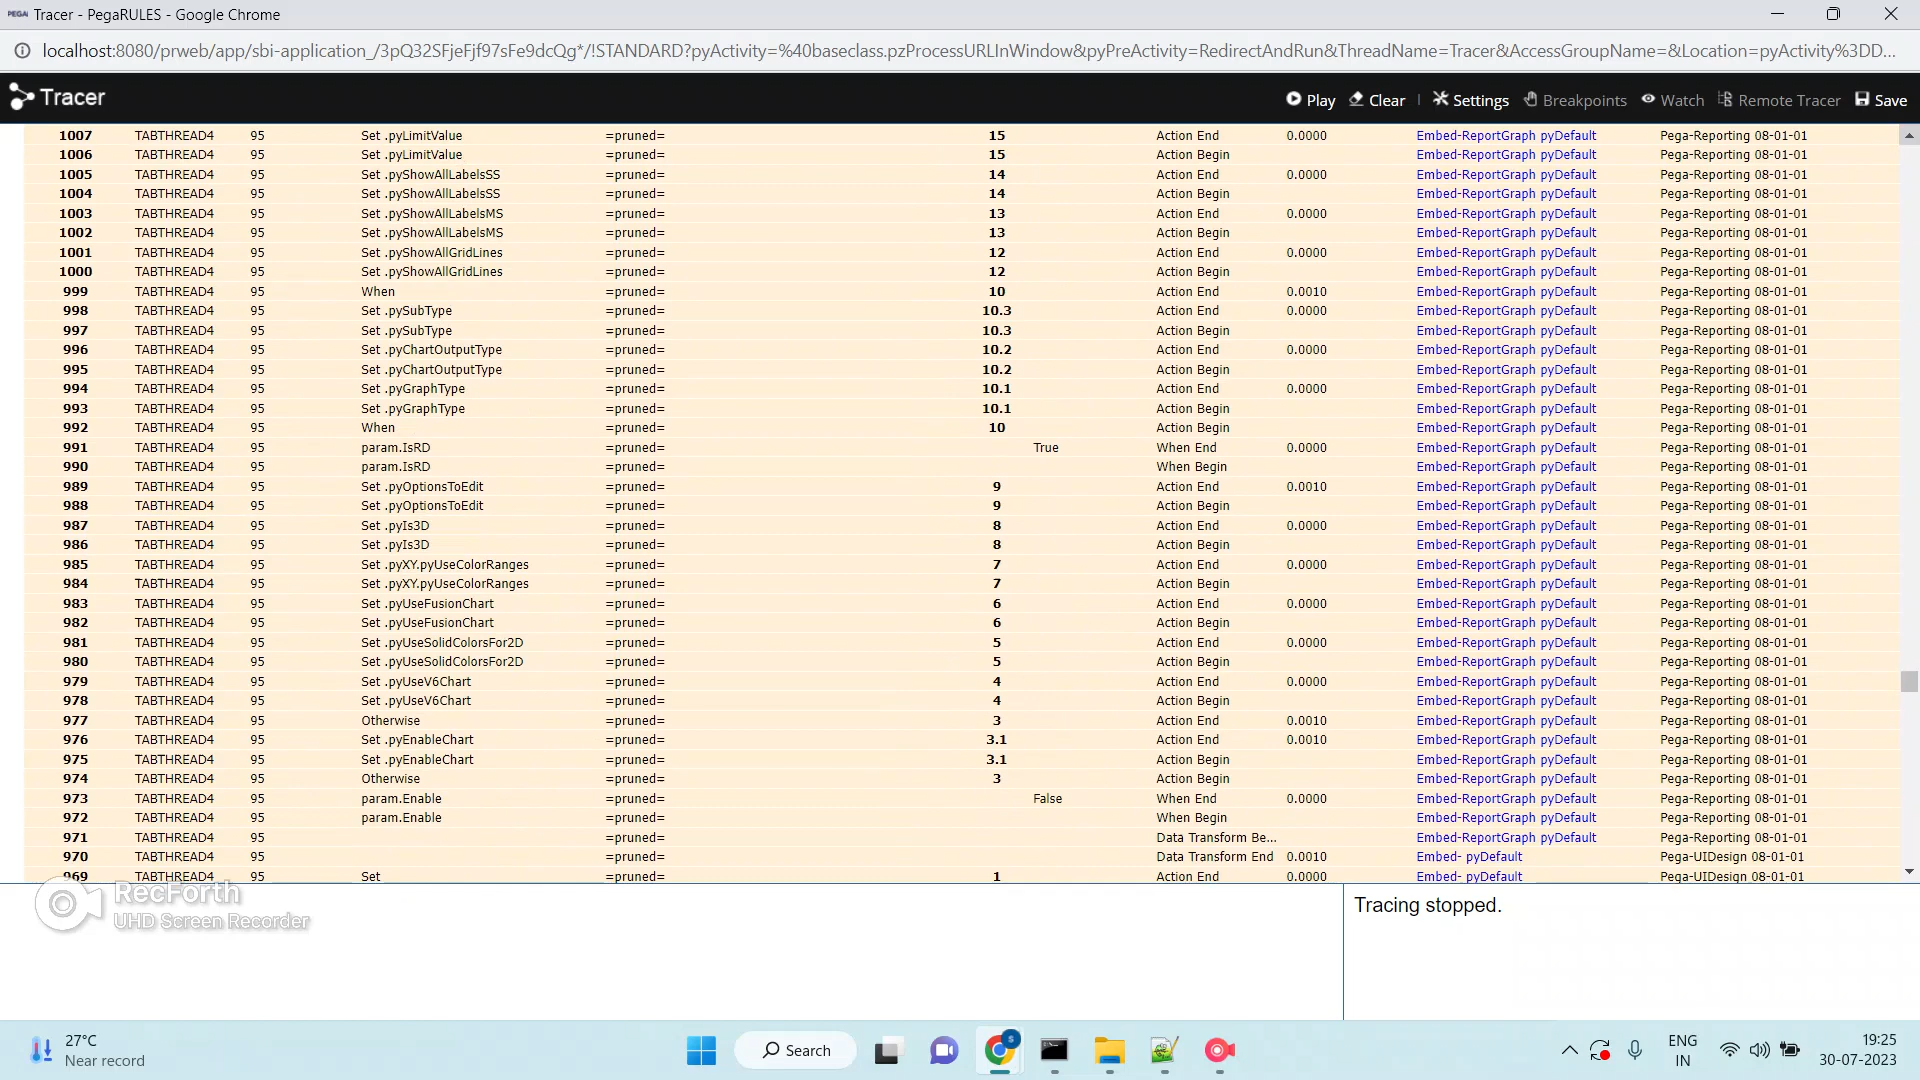 PEGA Tracer - PegaRULES - Google Chrome
localhost:8080/prweb/app/sbi-application_/3pQ32SFjeFjf97sFe9dcQg*/!STANDARD?pyActivity=%40baseclass.pzProcessURLInWindow&pyPreActivity=RedirectAndRun&ThreadName=Tracer&AccessGroupName=&Location=pyActivity%3DD...
Tracer Play Clear | Settings Breakpoints Watch Remote Tracer Save
1007 TABTHREAD4 95 Set .pyLimitValue =pruned= 15 Action End 0.0000 Embed-ReportGraph pyDefault Pega-Reporting 08-01-01
1006 TABTHREAD4 95 Set .pyLimitValue =pruned= 15 Action Begin Embed-ReportGraph pyDefault Pega-Reporting 08-01-01
1005 TABTHREAD4 95 Set .pyShowAllLabelsSS =pruned= 14 Action End 0.0000 Embed-ReportGraph pyDefault Pega-Reporting 08-01-01
1004 TABTHREAD4 95 Set .pyShowAllLabelsSS =pruned= 14 Action Begin Embed-ReportGraph pyDefault Pega-Reporting 08-01-01
1003 TABTHREAD4 95 Set .pyShowAllLabelsMS =pruned= 13 Action End 0.0000 Embed-ReportGraph pyDefault Pega-Reporting 08-01-01
1002 TABTHREAD4 95 Set .pyShowAllLabelsMS =pruned= 13 Action Begin Embed-ReportGraph pyDefault Pega-Reporting 08-01-01
1001 TABTHREAD4 95 Set .pyShowAllGridLines =pruned= 12 Action End 0.0000 Embed-ReportGraph pyDefault Pega-Reporting 08-01-01
1000 TABTHREAD4 95 Set .pyShowAllGridLines =pruned= 12 Action Begin Embed-ReportGraph pyDefault Pega-Reporting 08-01-01
999 TABTHREAD4 95 When =pruned= 10 Action End 0.0010 Embed-ReportGraph pyDefault Pega-Reporting 08-01-01
998 TABTHREAD4 95 Set .pySubType =pruned= 10.3 Action End 0.0000 Embed-ReportGraph pyDefault Pega-Reporting 08-01-01
997 TABTHREAD4 95 Set .pySubType =pruned= 10.3 Action Begin Embed-ReportGraph pyDefault Pega-Reporting 08-01-01
996 TABTHREAD4 95 Set .pyChartOutputType =pruned= 10.2 Action End 0.0000 Embed-ReportGraph pyDefault Pega-Reporting 08-01-01
995 TABTHREAD4 95 Set .pyChartOutputType =pruned= 10.2 Action Begin Embed-ReportGraph pyDefault Pega-Reporting 08-01-01
994 TABTHREAD4 95 Set .pyGraphType =pruned= 10.1 Action End 0.0000 Embed-ReportGraph pyDefault Pega-Reporting 08-01-01
993 TABTHREAD4 95 Set .pyGraphType =pruned= 10.1 Action Begin Embed-ReportGraph pyDefault Pega-Reporting 08-01-01
992 TABTHREAD4 95 When =pruned= 10 Action Begin Embed-ReportGraph pyDefault Pega-Reporting 08-01-01
991 TABTHREAD4 95 param.IsRD =pruned= True When End 0.0000 Embed-ReportGraph pyDefault Pega-Reporting 08-01-01
990 TABTHREAD4 95 param.IsRD =pruned= When Begin Embed-ReportGraph pyDefault Pega-Reporting 08-01-01
989 TABTHREAD4 95 Set .pyOptionsToEdit =pruned= 9 Action End 0.0010 Embed-ReportGraph pyDefault Pega-Reporting 08-01-01
988 TABTHREAD4 95 Set .pyOptionsToEdit =pruned= 9 Action Begin Embed-ReportGraph pyDefault Pega-Reporting 08-01-01
987 TABTHREAD4 95 Set .pyIs3D =pruned= 8 Action End 0.0000 Embed-ReportGraph pyDefault Pega-Reporting 08-01-01
986 TABTHREAD4 95 Set .pyIs3D =pruned= 8 Action Begin Embed-ReportGraph pyDefault Pega-Reporting 08-01-01
985 TABTHREAD4 95 Set .pyXY.pyUseColorRanges =pruned= 7 Action End 0.0000 Embed-ReportGraph pyDefault Pega-Reporting 08-01-01
984 TABTHREAD4 95 Set .pyXY.pyUseColorRanges =pruned= 7 Action Begin Embed-ReportGraph pyDefault Pega-Reporting 08-01-01
983 TABTHREAD4 95 Set .pyUseFusionChart =pruned= 6 Action End 0.0000 Embed-ReportGraph pyDefault Pega-Reporting 08-01-01
982 TABTHREAD4 95 Set .pyUseFusionChart =pruned= 6 Action Begin Embed-ReportGraph pyDefault Pega-Reporting 08-01-01
981 TABTHREAD4 95 Set .pyUseSolidColorsFor2D =pruned= 5 Action End 0.0000 Embed-ReportGraph pyDefault Pega-Reporting 08-01-01
980 TABTHREAD4 95 Set .pyUseSolidColorsFor2D =pruned= 5 Action Begin Embed-ReportGraph pyDefault Pega-Reporting 08-01-01
979 TABTHREAD4 95 Set .pyUseV6Chart =pruned= 4 Action End 0.0000 Embed-ReportGraph pyDefault Pega-Reporting 08-01-01
978 TABTHREAD4 95 Set .pyUseV6Chart =pruned= 4 Action Begin Embed-ReportGraph pyDefault Pega-Reporting 08-01-01
977 TABTHREAD4 95 Otherwise =pruned= 3 Action End 0.0010 Embed-ReportGraph pyDefault Pega-Reporting 08-01-01
976 TABTHREAD4 95 Set .pyEnableChart =pruned= 3.1 Action End 0.0010 Embed-ReportGraph pyDefault Pega-Reporting 08-01-01
975 TABTHREAD4 95 Set .pyEnableChart =pruned= 3.1 Action Begin Embed-ReportGraph pyDefault Pega-Reporting 08-01-01
974 TABTHREAD4 95 Otherwise =pruned= 3 Action Begin Embed-ReportGraph pyDefault Pega-Reporting 08-01-01
973 TABTHREAD4 95 param.Enable =pruned= False When End 0.0000 Embed-ReportGraph pyDefault Pega-Reporting 08-01-01
972 TABTHREAD4 95 param.Enable =pruned= When Begin Embed-ReportGraph pyDefault Pega-Reporting 08-01-01
971 TABTHREAD4 95 =pruned= Data Transform Be... Embed-ReportGraph pyDefault Pega-Reporting 08-01-01
970 TABTHREAD4 95 =pruned= Data Transform End 0.0010 Embed- pyDefault Pega-UIDesign 08-01-01
969 TABTHREAD4 95 Set =pruned= 1 Action End 0.0000 Embed- pyDefault Pega-UIDesign 08-01-01
RecForth
UHD Screen Recorder
Tracing stopped.
27°C
Near record
Search
ENG
IN
19:25
30-07-2023